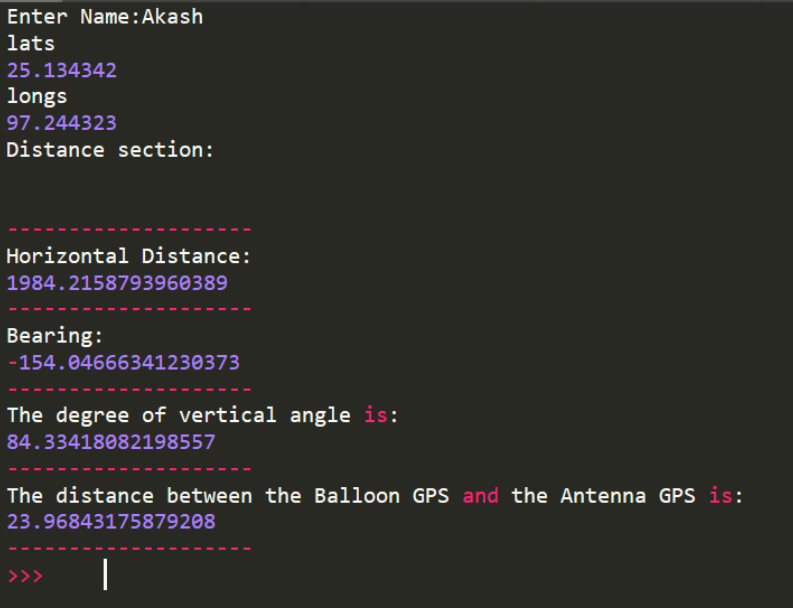 Enter Name:Akash
lats
25.134342
longs
97.244323
Distance section:
--------------------
Horizontal Distance:
1984.2158793960389
--------------------
Bearing:
-154.04666341230373
--------------------
The degree of vertical angle is:
84.33418082198557
--------------------
The distance between the Balloon GPS and the Antenna GPS is:
23.96843175879208
--------------------
>>>